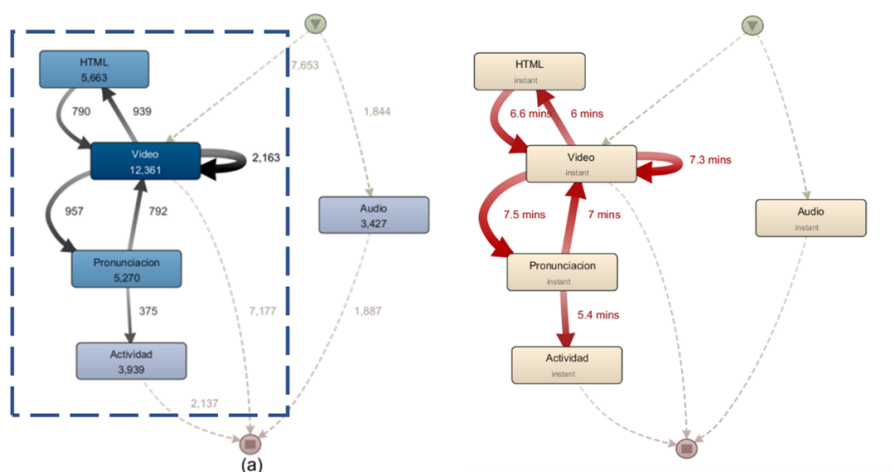 HTML
5,663
7,653
790
939
1,844
Video
12,361
2,163
957
792
Audio
3,427
Pronunciacion
5,270
375
7,177
1,887
Actividad
3,939
2,137
(a)
HTML
instant
6.6 mins
6 mins
Video
instant
7.3 mins
7.5 mins
7 mins
Audio
instant
Pronunciacion
instant
5.4 mins
Actividad
instant